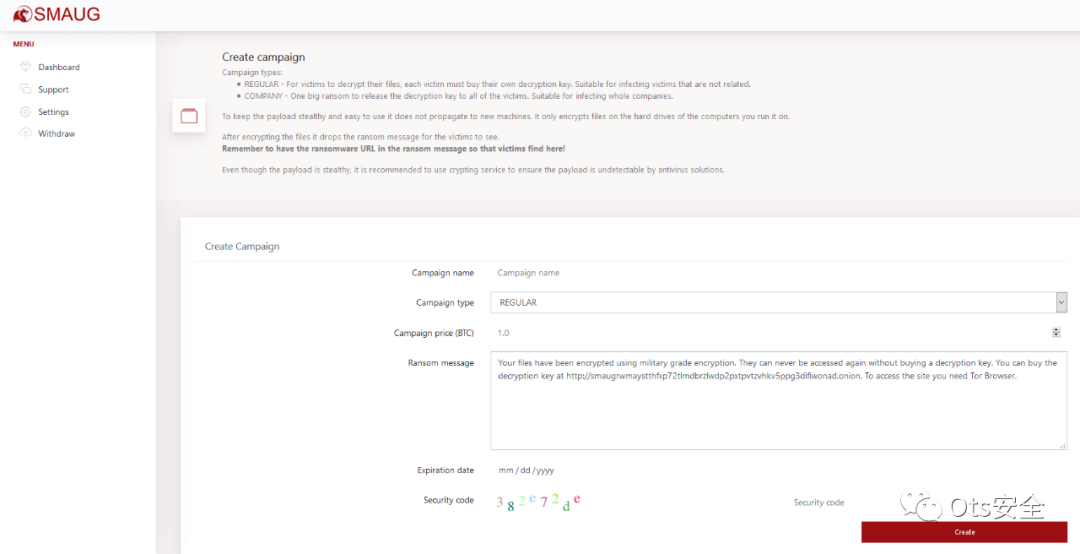 SMAUG
MENU
Dashboard
Support
Settings
Withdraw
Create campaign
Campaign types:
• REGULAR - For victims to decrypt their files, each victim must buy their own decryption key. Suitable for infecting victims that are not related.
• COMPANY - One big ransom to release the decryption key to all of the victims. Suitable for infecting whole companies.
To keep the payload stealthy and easy to use it does not propagate to new machines. It only encrypts files on the hard drives of the computers you run it on.
After encrypting the files it drops the ransom message for the victims to see.
Remember to have the ransomware URL in the ransom message so that victims find here!
Even though the payload is stealthy, it is recommended to use crypting service to ensure the payload is undetectable by antivirus solutions.
Create Campaign
Campaign name Campaign name
Campaign type REGULAR
Campaign price (BTC) 1.0
Ransom message Your files have been encrypted using military grade encryption. They can never be accessed again without buying a decryption key. You can buy the
decryption key at http://smaugrwmaystthfxp72tlmdbrzlwdp2pxtpvtzvhkv5ppg3difiwonad.onion. To access the site you need Tor Browser.
Expiration date mm / dd / yyyy
Security code 3 8 2 e 7 2 d e Security code
Ots安全
Create